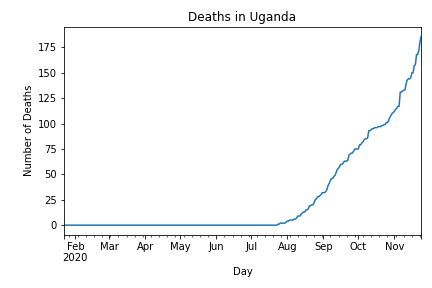 Deaths in Uganda
Number of Deaths
175
150
125
100
75
50
25
0
Feb Mar Apr May Jun Jul Aug Sep Oct Nov
2020
Day